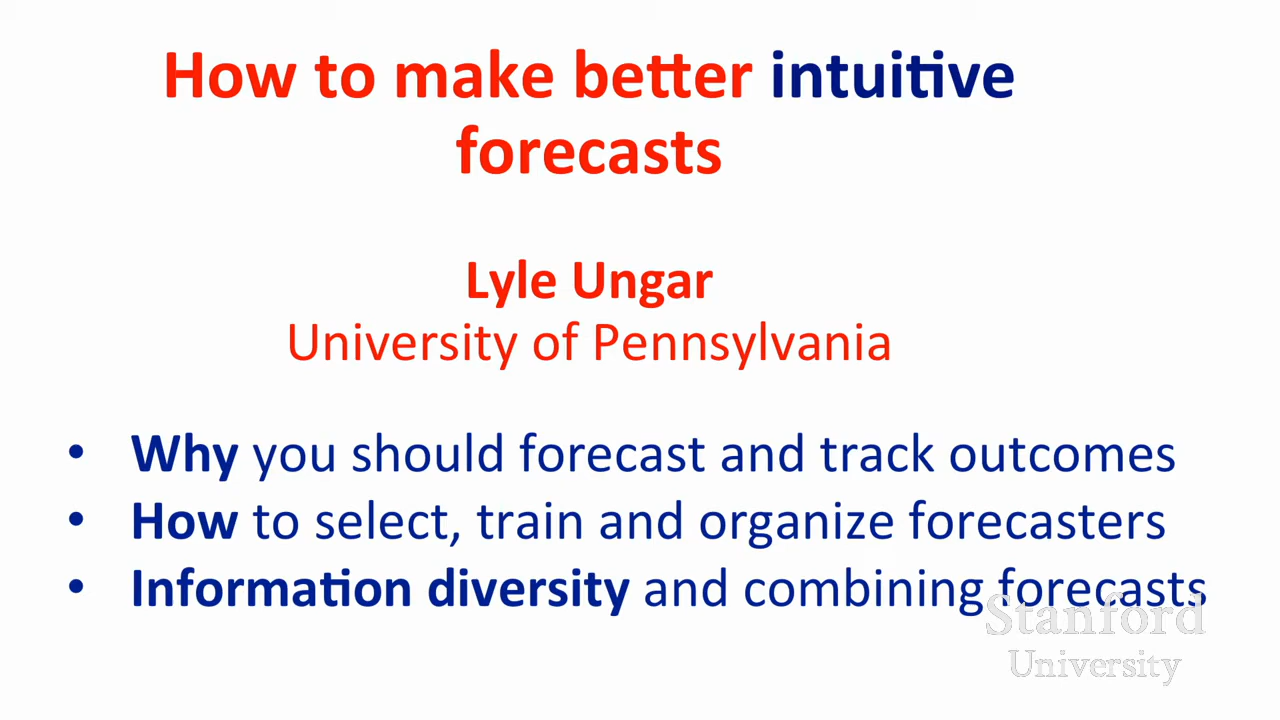 How to make better intuitive
forecasts
Lyle Ungar
University of Pennsylvania
• Why you should forecast and track outcomes
• How to select, train and organize forecasters
• Information diversity and combining forecasts
Stanford
University